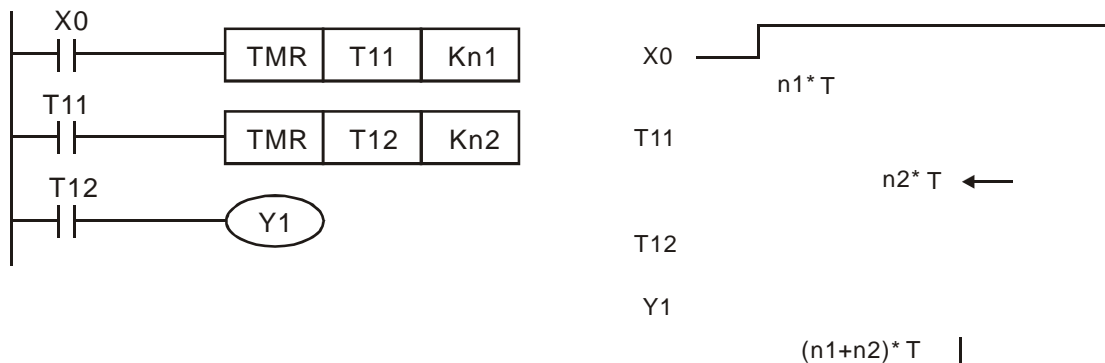 X0
TMR T11 Kn1
T11
TMR T12 Kn2
T12
Y1
X0
n1* T
T11
n2* T
T12
Y1
(n1+n2)* T